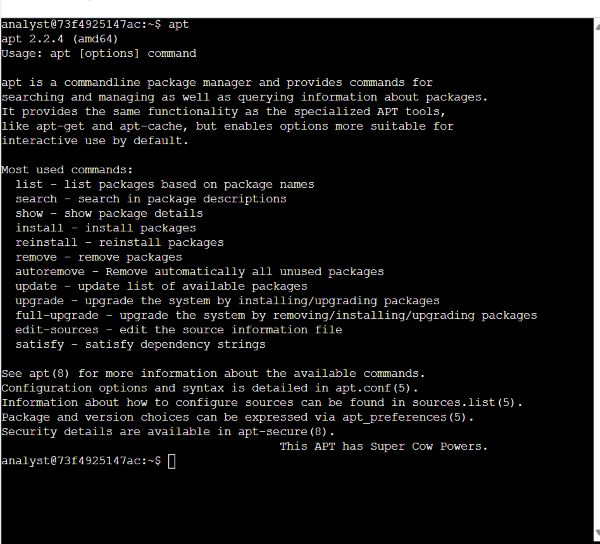 analyst@73f4925147ac:~$ apt
apt 2.2.4 (amd64)
Usage: apt [options] command

apt is a commandline package manager and provides commands for
searching and managing as well as querying information about packages.
It provides the same functionality as the specialized APT tools,
like apt-get and apt-cache, but enables options more suitable for
interactive use by default.

Most used commands:
  list - list packages based on package names
  search - search in package descriptions
  show - show package details
  install - install packages
  reinstall - reinstall packages
  remove - remove packages
  autoremove - Remove automatically all unused packages
  update - update list of available packages
  upgrade - upgrade the system by installing/upgrading packages
  full-upgrade - upgrade the system by removing/installing/upgrading packages
  edit-sources - edit the source information file
  satisfy - satisfy dependency strings

See apt(8) for more information about the available commands.
Configuration options and syntax is detailed in apt.conf(5).
Information about how to configure sources can be found in sources.list(5).
Package and version choices can be expressed via apt_preferences(5).
Security details are available in apt-secure(8).
                                        This APT has Super Cow Powers.
analyst@73f4925147ac:~$